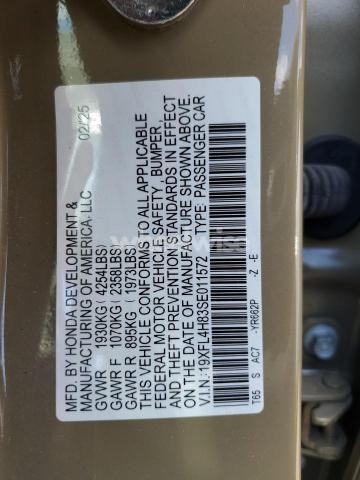 MFD. BY HONDA DEVELOPMENT &
MANUFACTURING OF AMERICA, LLC 02/25
GVWR 1930KG (4254LBS)
GAWR F 1070KG (2358LBS)
GAWR R 895KG (1973LBS)
THIS VEHICLE CONFORMS TO ALL APPLICABLE
FEDERAL MOTOR VEHICLE SAFETY, BUMPER,
AND THEFT PREVENTION STANDARDS IN EFFECT
ON THE DATE OF MANUFACTURE SHOWN ABOVE.
V.I.N.:19XFL4H83SE011572 TYPE: PASSENGER CAR
T65 S AC7 -YR662P -Z -E